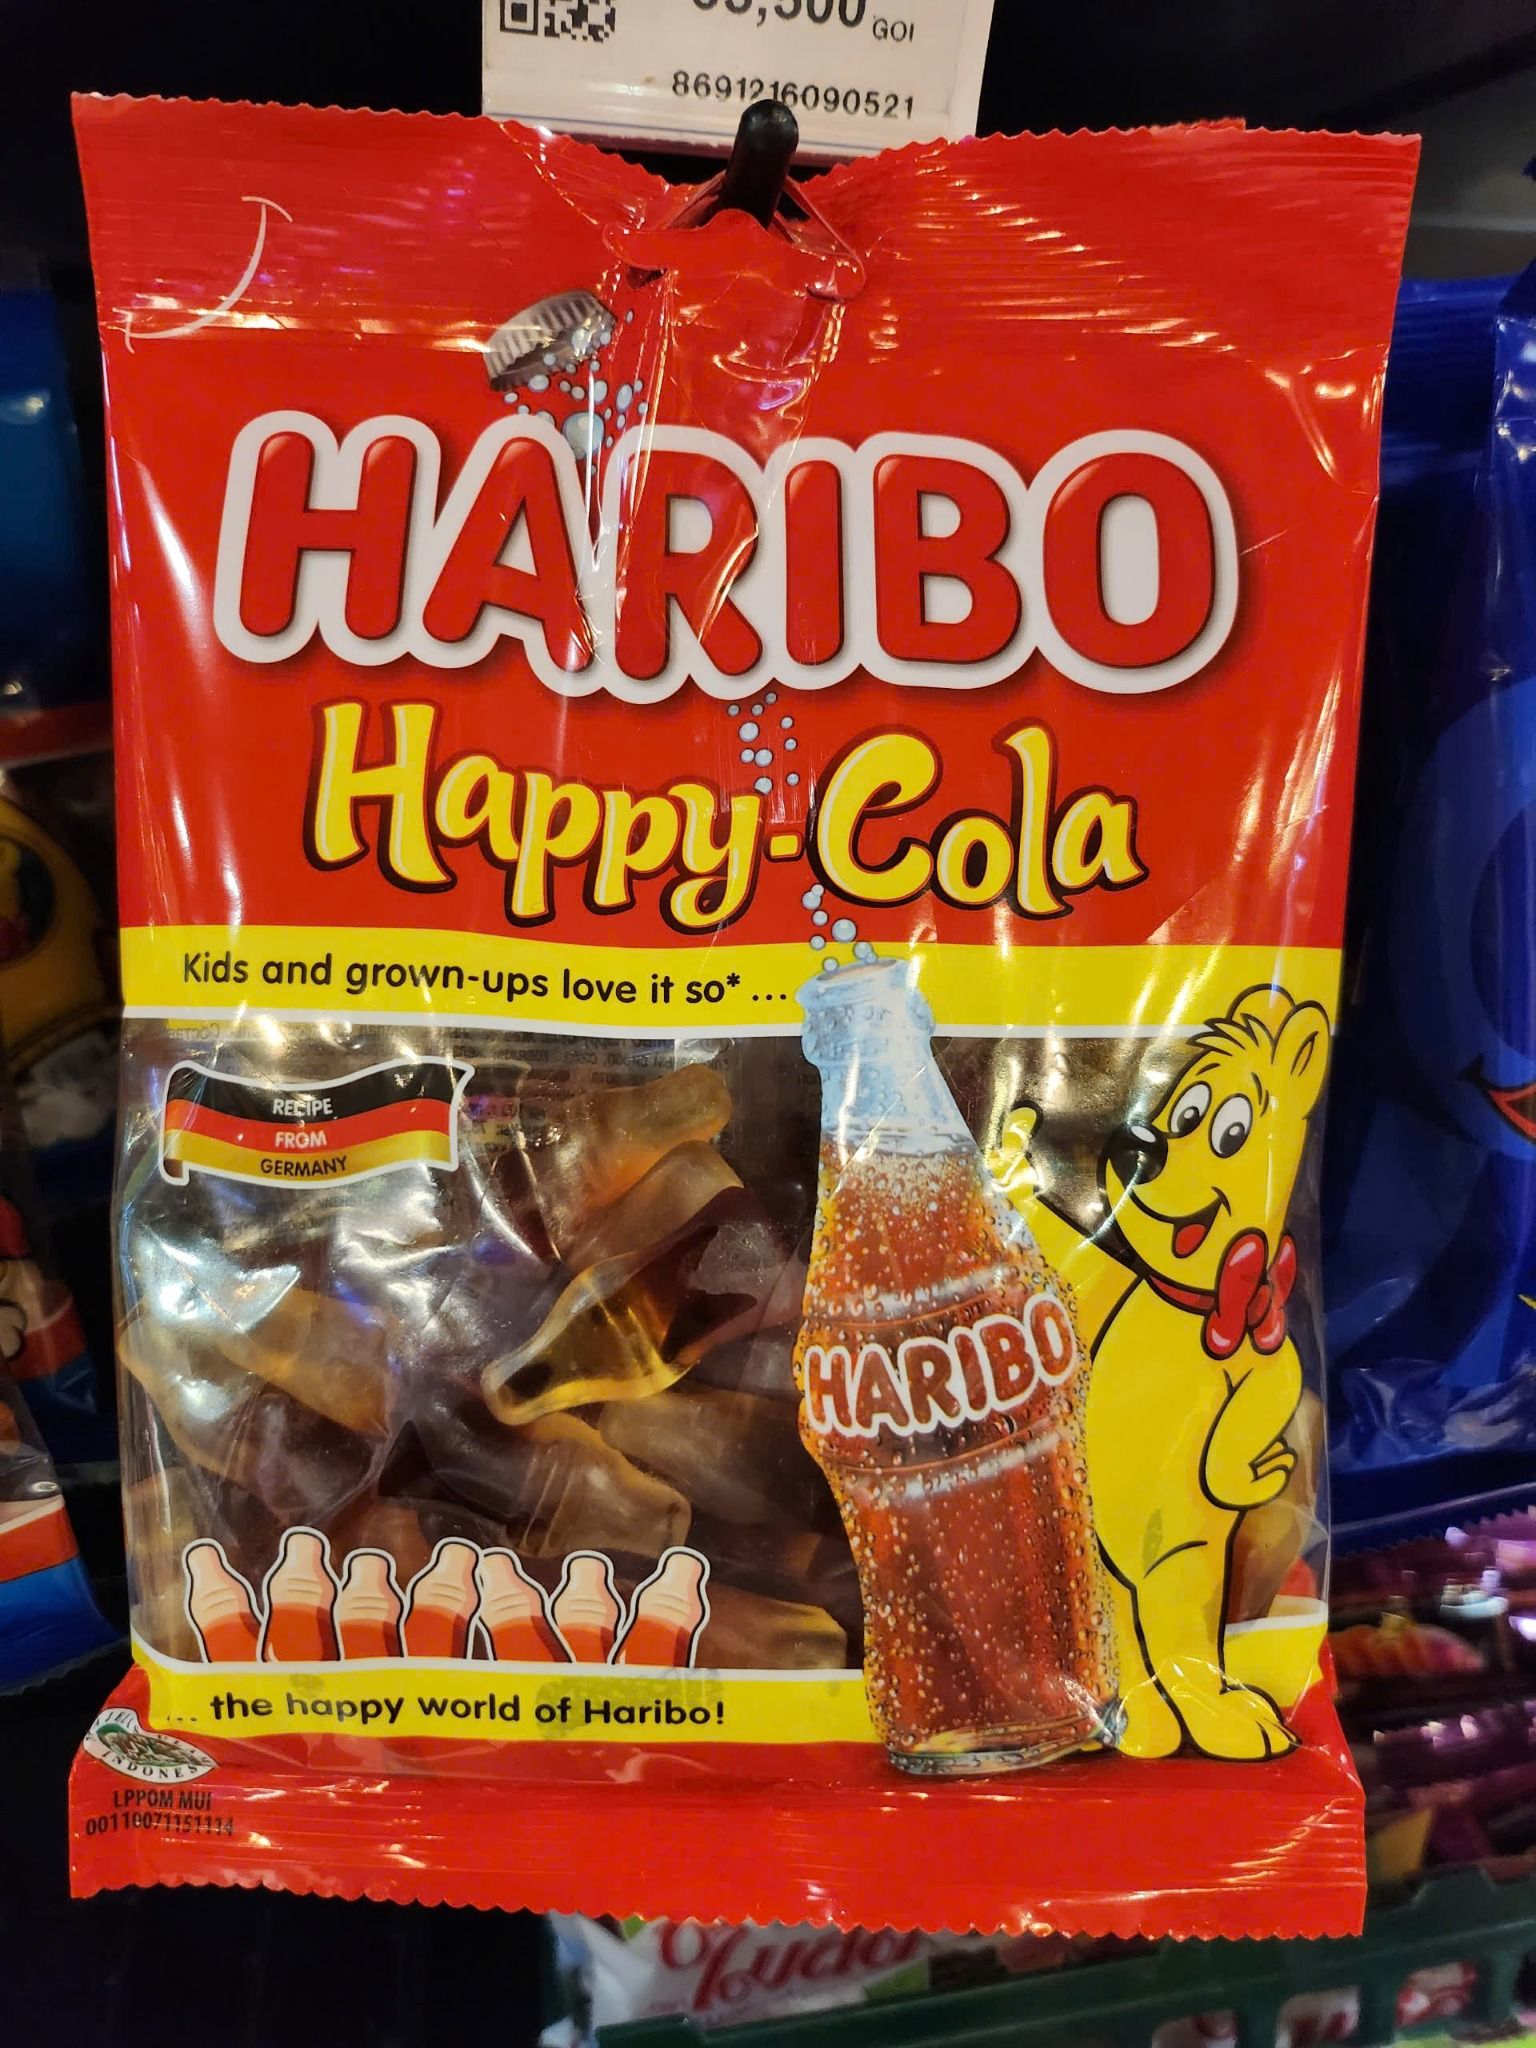 GOI
8691216090521
HARIBO
Happy-Cola
Kids and grown-ups love it so* ...
RECIPE
FROM
GERMANY
HARIBO
... the happy world of Haribo!
INDONES
LPPOM MUI
00110071151114